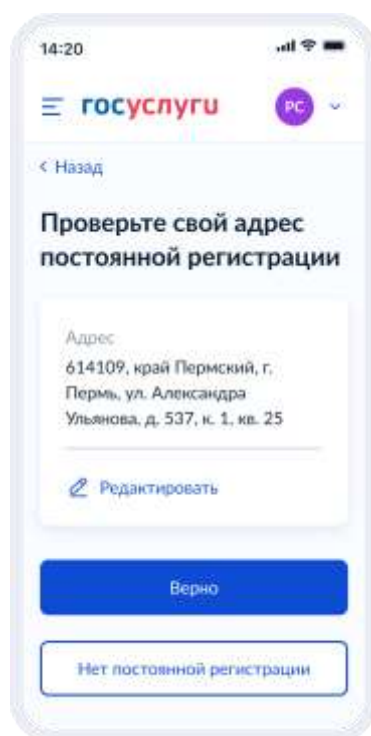 14:20
госуслуги
РС
Назад
Проверьте свой адрес
постоянной регистрации
Адрес
614109, край Пермский, г.
Пермь, ул. Александра
Ульянова, д. 537, к. 1, кв. 25
Редактировать
Верно
Нет постоянной регистрации